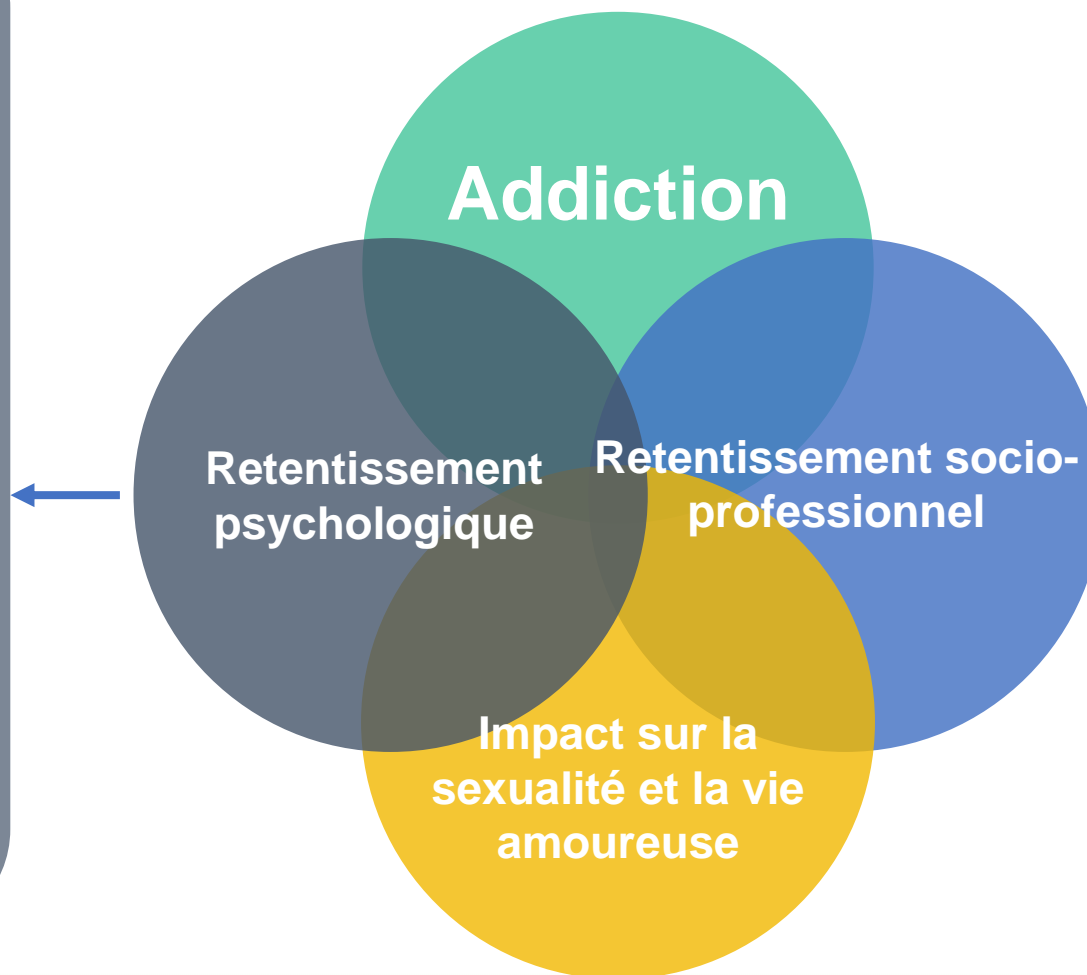 Addiction
Retentissement
psychologique
Retentissement socio-
professionnel
Impact sur la
sexualité et la vie
amoureuse